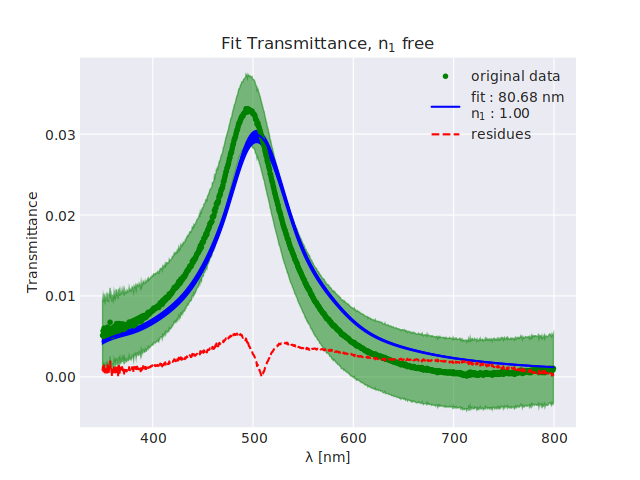 Fit Transmittance, n₁ free
original data
fit : 80.68 nm
n₁ : 1.00
residues
Transmittance
0.03
0.02
0.01
0.00
400
500
600
700
800
λ [nm]